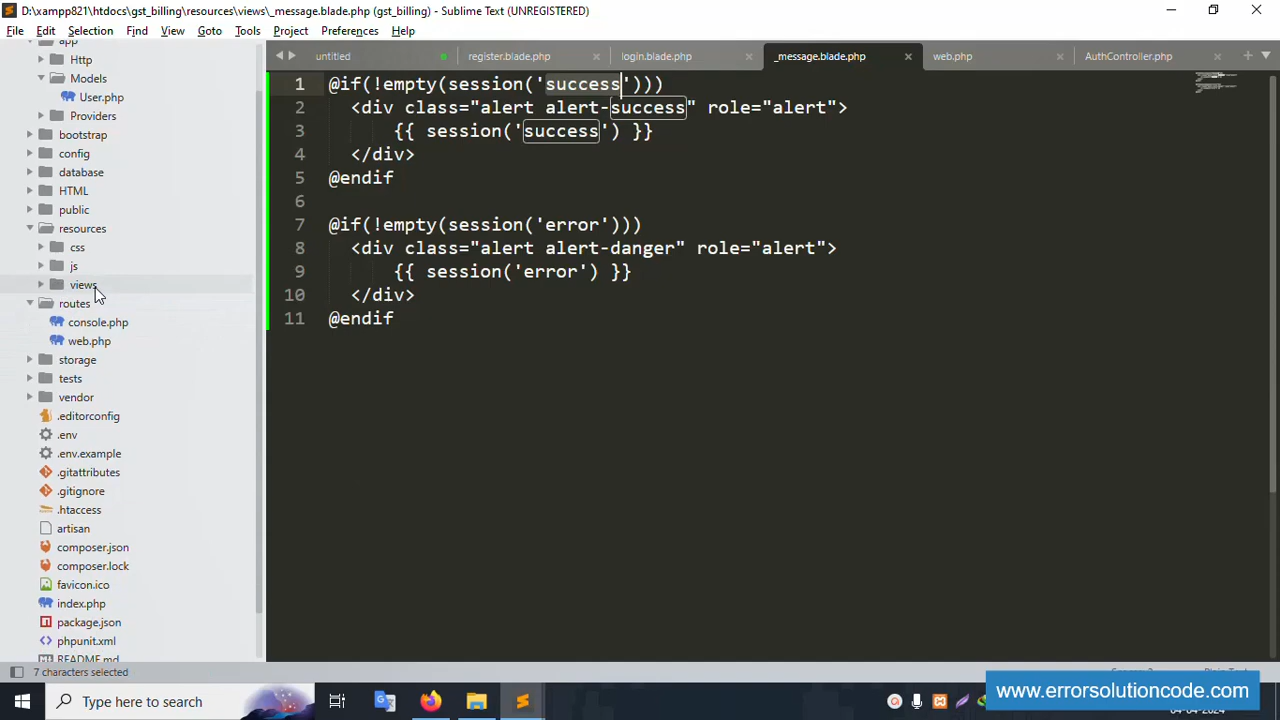 D:\xampp821\htdocs\gst_billing\resources\views\_message.blade.php (gst_billing) - Sublime Text (UNREGISTERED)
File Edit Selection Find View Goto Tools Project Preferences Help
untitled register.blade.php login.blade.php _message.blade.php web.php AuthController.php
app
Http
Models
User.php
Providers
bootstrap
config
database
HTML
public
resources
css
js
views
routes
console.php
web.php
storage
tests
vendor
.editorconfig
.env
.env.example
.gitattributes
.gitignore
.htaccess
artisan
composer.json
composer.lock
favicon.ico
index.php
package.json
phpunit.xml
README.md
1 @if(!empty(session('success')))
2 <div class="alert alert-success" role="alert">
3 {{ session('success') }}
4 </div>
5 @endif
6
7 @if(!empty(session('error')))
8 <div class="alert alert-danger" role="alert">
9 {{ session('error') }}
10 </div>
11 @endif
7 characters selected
www.errorsolutioncode.com
Type here to search
04-04-2024